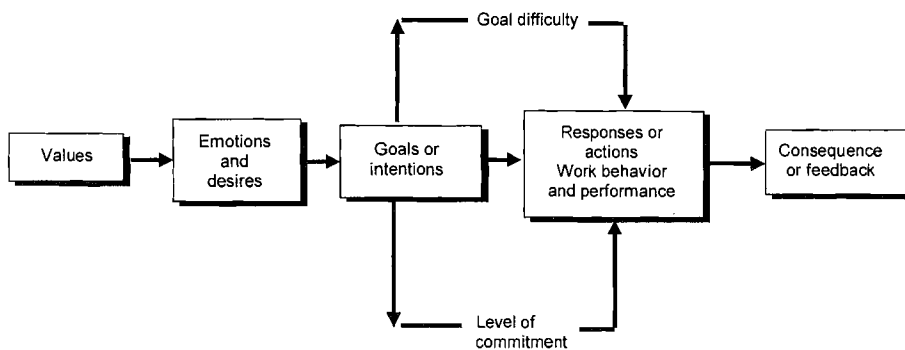 Goal difficulty
Values
Emotions
and
desires
Goals or
intentions
Responses or
actions
Work behavior
and performance
Consequence
or feedback
Level of
commitment